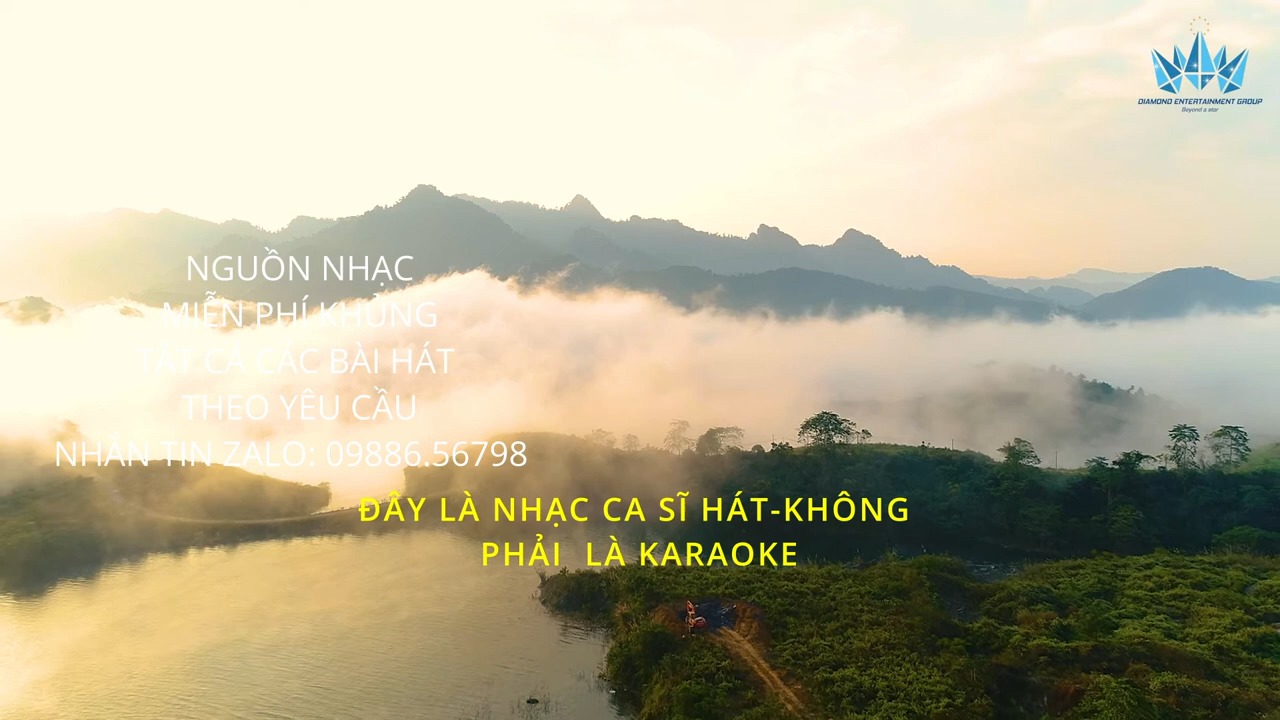 DIAMOND ENTERTAINMENT GROUP
Beyond a star
NGUỒN NHẠC
MIỄN PHÍ KHỦNG
TẤT CẢ CÁC BÀI HÁT
THEO YÊU CẦU
NHẮN TIN ZALO: 09886.56798
ĐÂY LÀ NHẠC CA SĨ HÁT-KHÔNG
PHẢI LÀ KARAOKE